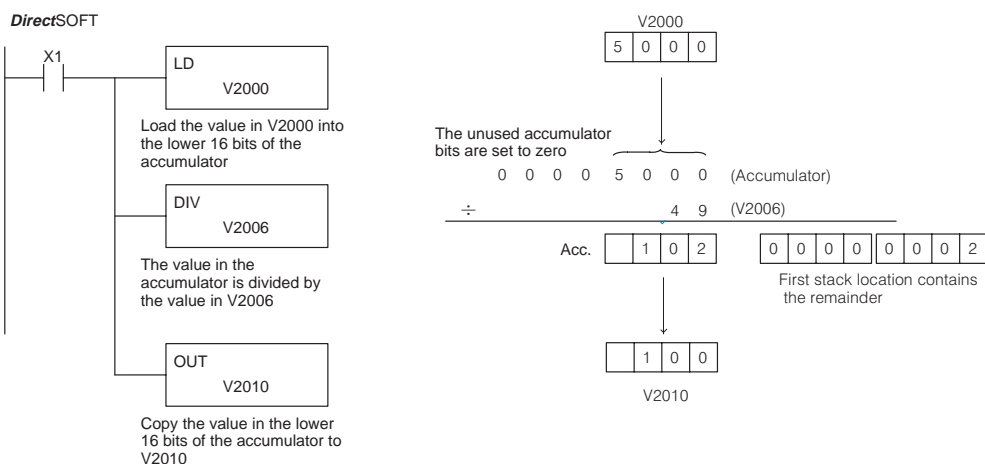 DirectSOFT
X1
LD
V2000
Load the value in V2000 into
the lower 16 bits of the
accumulator
DIV
V2006
The value in the
accumulator is divided by
the value in V2006
OUT
V2010
Copy the value in the lower
16 bits of the accumulator to
V2010
V2000
5 0 0 0
The unused accumulator
bits are set to zero
0 0 0 0 5 0 0 0 (Accumulator)
÷ 4 9 (V2006)
Acc. 1 0 2 0 0 0 0 0 0 0 2
First stack location contains
the remainder
1 0 0
V2010